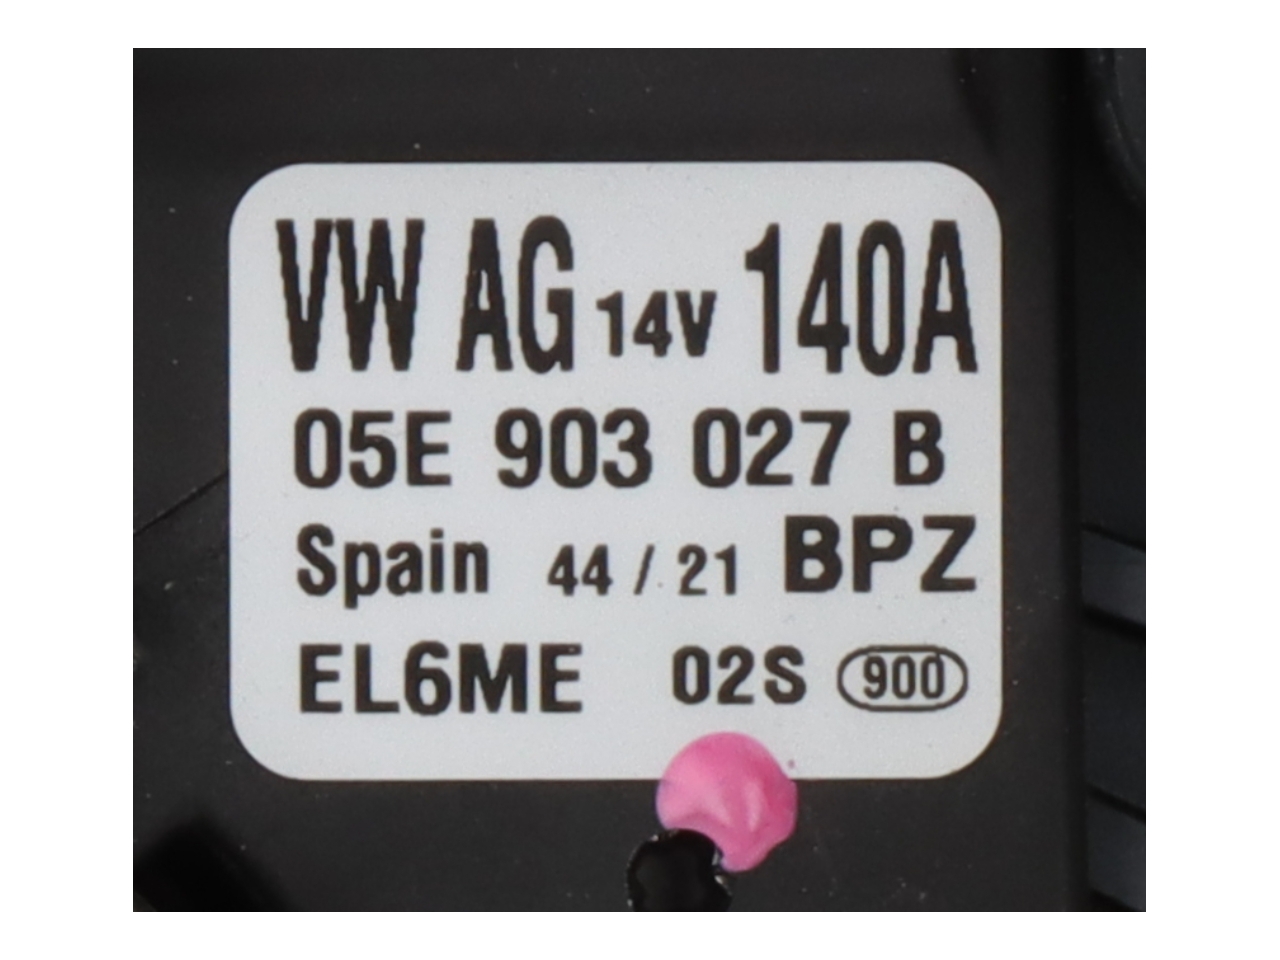 VW AG 14V 140A
05E 903 027 B
Spain 44 / 21 BPZ
EL6ME 02S 900